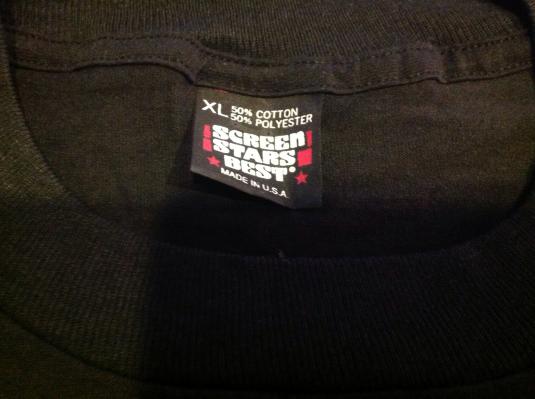 XL 50% COTTON
50% POLYESTER
SCREEN
STARS
BEST®
MADE IN U.S.A.